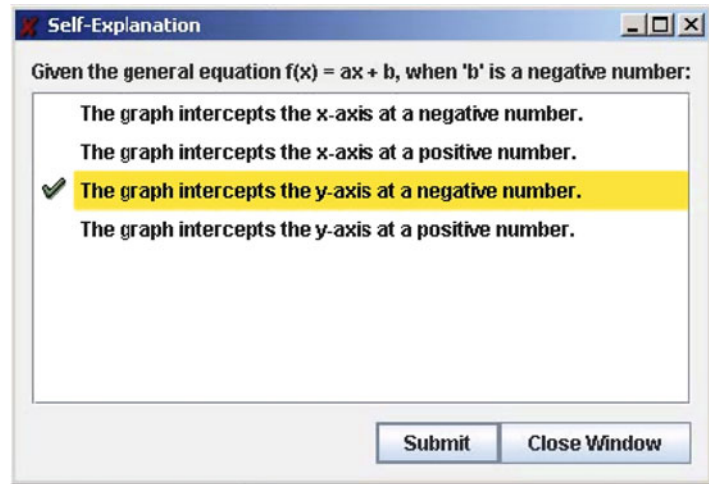 Self-Explanation
Given the general equation f(x) = ax + b, when 'b' is a negative number:
The graph intercepts the x-axis at a negative number.
The graph intercepts the x-axis at a positive number.
The graph intercepts the y-axis at a negative number.
The graph intercepts the y-axis at a positive number.
Submit Close Window